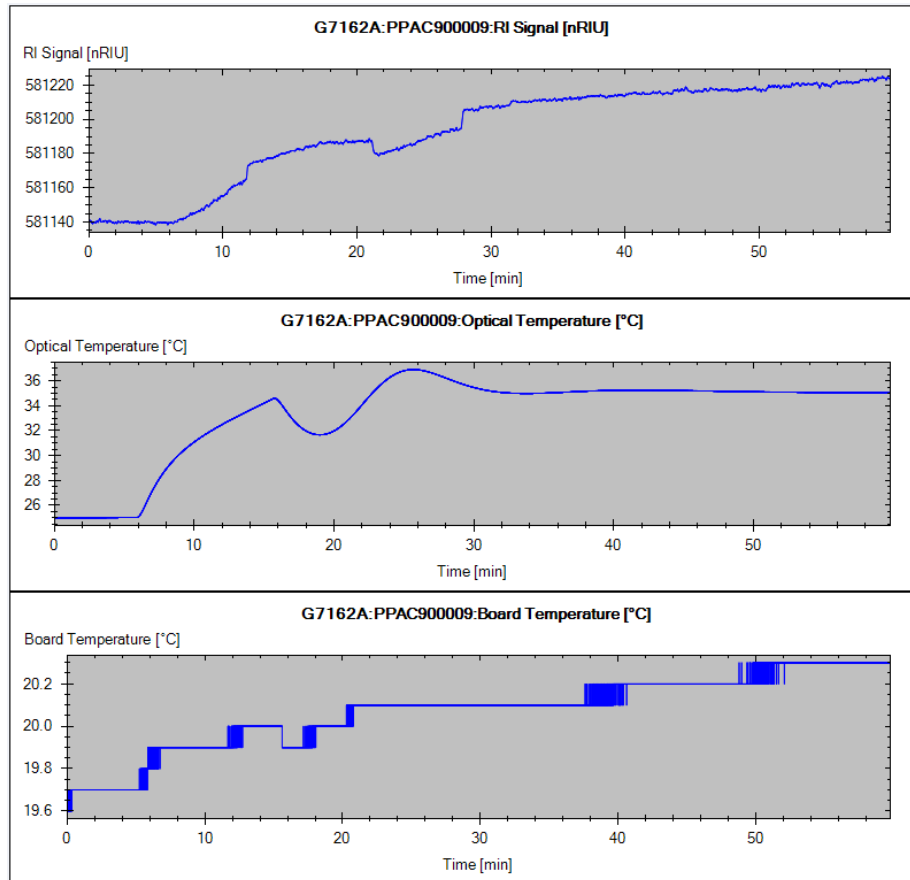 G7162A:PPAC900009:RI Signal [nRIU]
RI Signal [nRIU]
581220
581200
581180
581160
581140
0 10 20 30 40 50
Time [min]
G7162A:PPAC900009:Optical Temperature [°C]
Optical Temperature [°C]
36
34
32
30
28
26
0 10 20 30 40 50
Time [min]
G7162A:PPAC900009:Board Temperature [°C]
Board Temperature [°C]
20.2
20.0
19.8
19.6
0 10 20 30 40 50
Time [min]